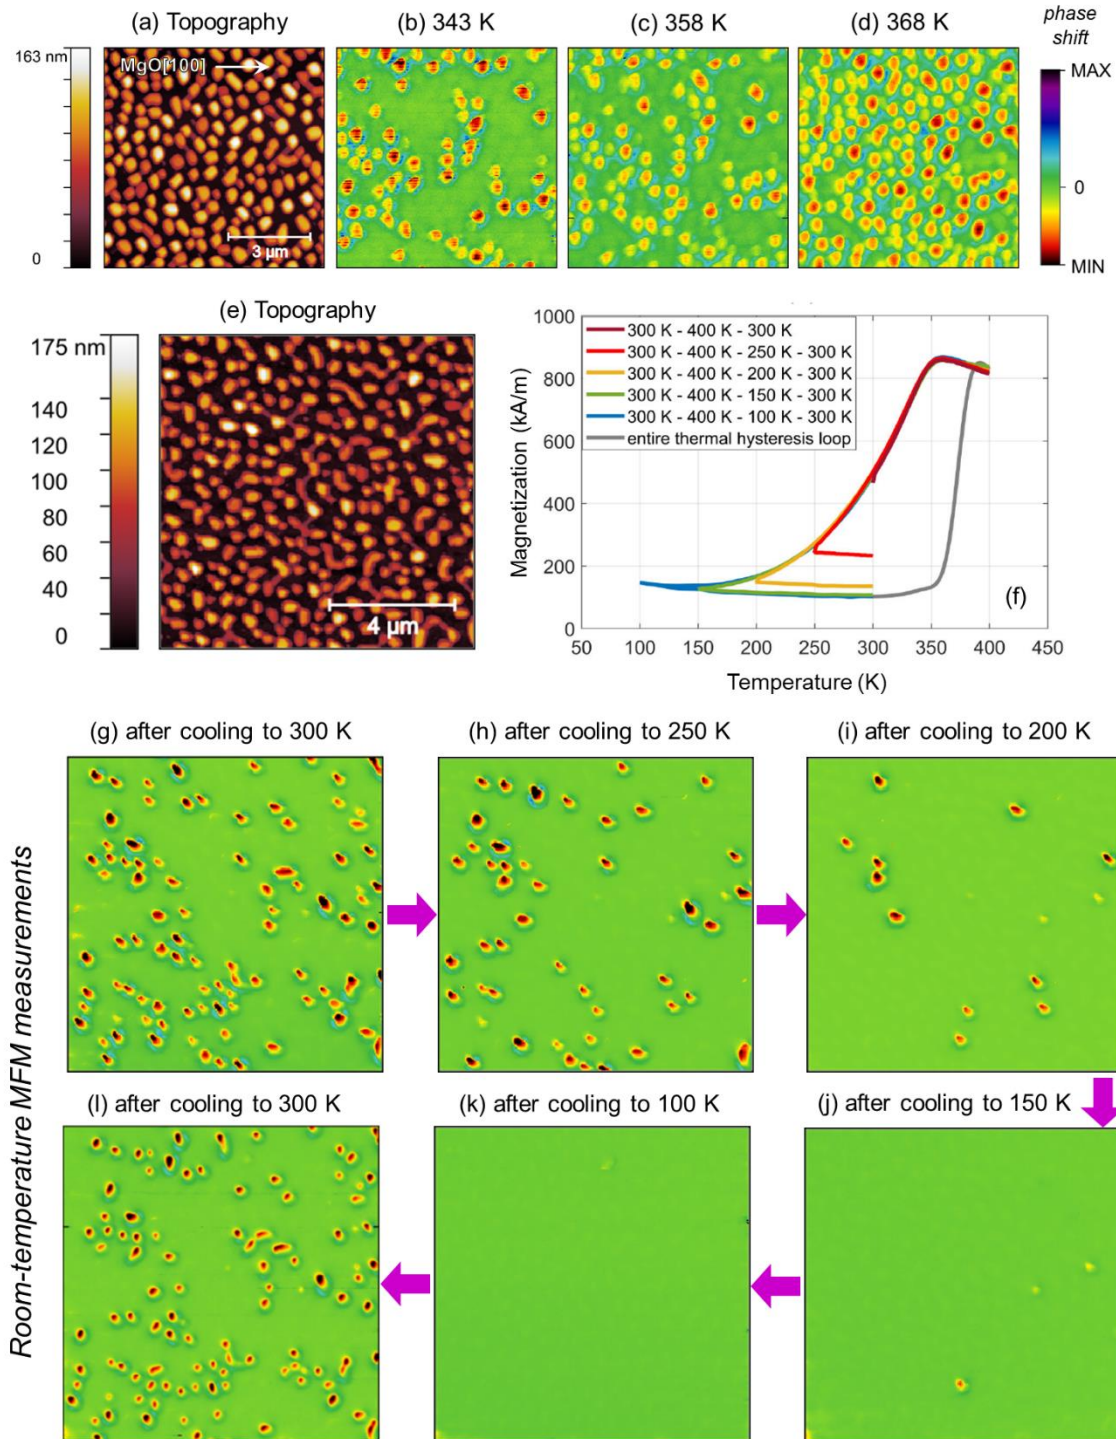 (a) Topography
(b) 343 K
(c) 358 K
(d) 368 K
phase
shift
163 nm
0
MgO[100]
3 µm
MAX
0
MIN
(e) Topography
175 nm
140
120
100
80
60
40
20
0
4 µm
1000
800
600
400
200
0
Magnetization (kA/m)
300 K - 400 K - 300 K
300 K - 400 K - 250 K - 300 K
300 K - 400 K - 200 K - 300 K
300 K - 400 K - 150 K - 300 K
300 K - 400 K - 100 K - 300 K
entire thermal hysteresis loop
(f)
50 100 150 200 250 300 350 400 450
Temperature (K)
Room-temperature MFM measurements
(g) after cooling to 300 K
(h) after cooling to 250 K
(i) after cooling to 200 K
(l) after cooling to 300 K
(k) after cooling to 100 K
(j) after cooling to 150 K